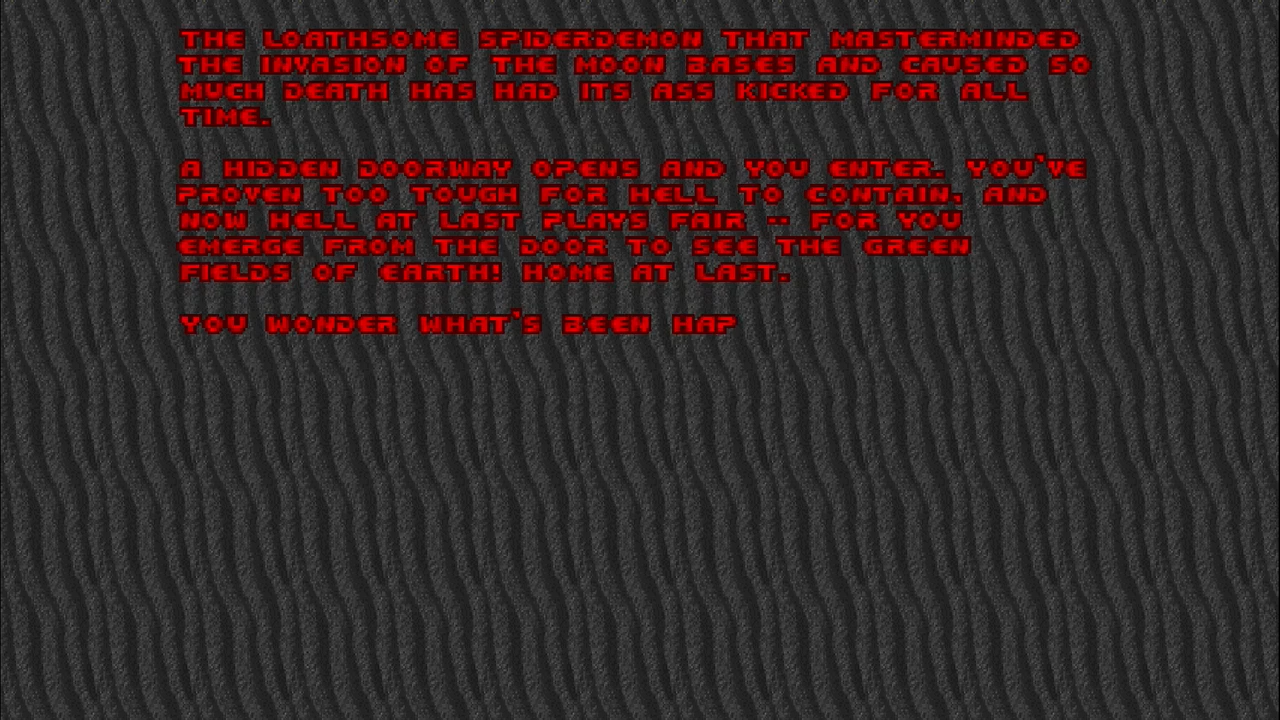 THE LOATHSOME SPIDERDEMON THAT MASTERMINDED
THE INVASION OF THE MOON BASES AND CAUSED SO
MUCH DEATH HAS HAD ITS ASS KICKED FOR ALL
TIME.
A HIDDEN DOORWAY OPENS AND YOU ENTER. YOU'VE
PROVEN TOO TOUGH FOR HELL TO CONTAIN, AND
NOW HELL AT LAST PLAYS FAIR -- FOR YOU
EMERGE FROM THE DOOR TO SEE THE GREEN
FIELDS OF EARTH! HOME AT LAST.
YOU WONDER WHAT'S BEEN HAP